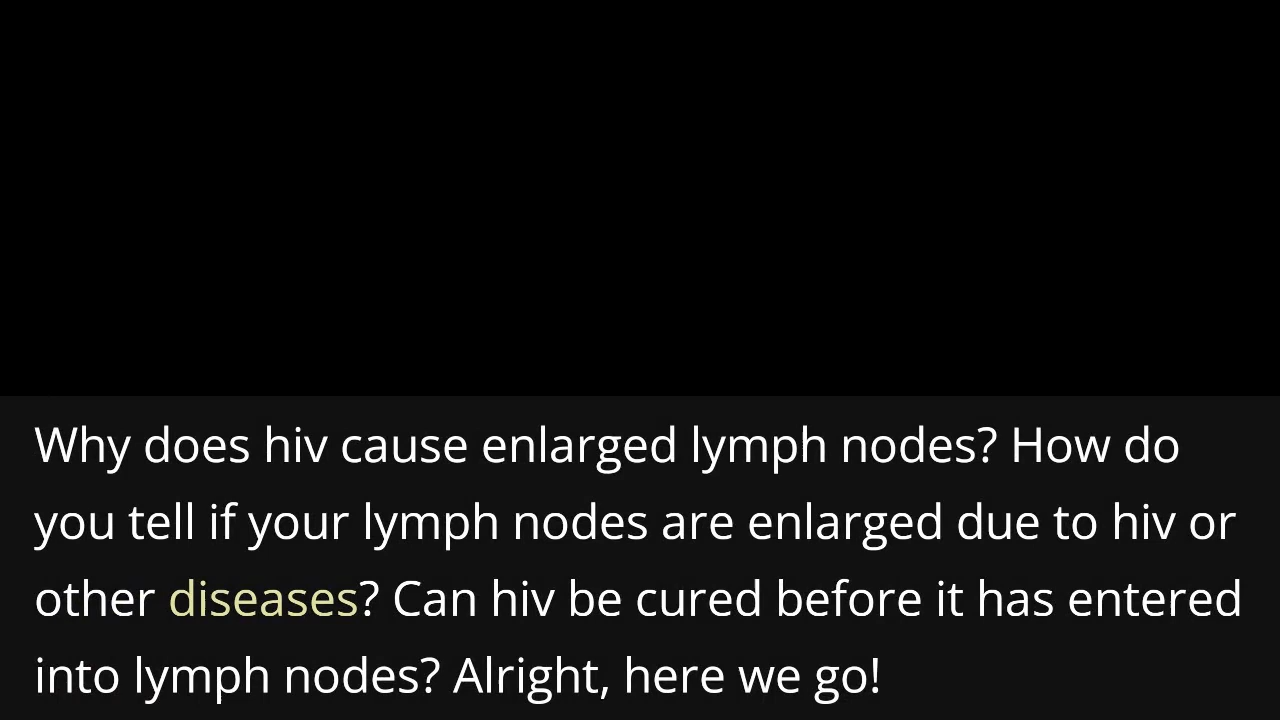 Why does hiv cause enlarged lymph nodes? How do
you tell if your lymph nodes are enlarged due to hiv or
other diseases? Can hiv be cured before it has entered
into lymph nodes? Alright, here we go!